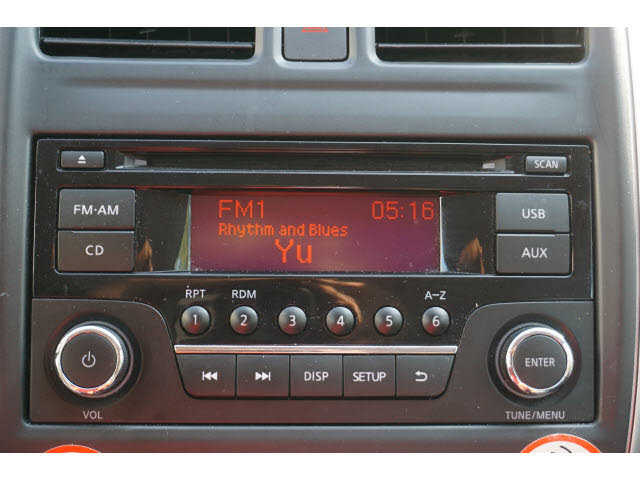 SCAN
FM·AM
FM1 05:16
USB
Rhythm and Blues
CD
Yu
AUX
RPT RDM A–Z
1 2 3 4 5 6
DISP SETUP
ENTER
VOL
TUNE/MENU